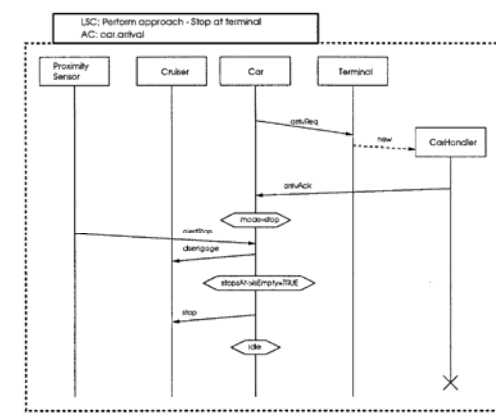 LSC: Perform approach - Stop at terminal
AC: car.arrival
Proximity
Sensor
Cruiser
Car
Terminal
arrivReq
new
CarHandler
arrivAck
mode=stop
alertStop
disengage
stopsAt->isEmpty=TRUE
stop
idle